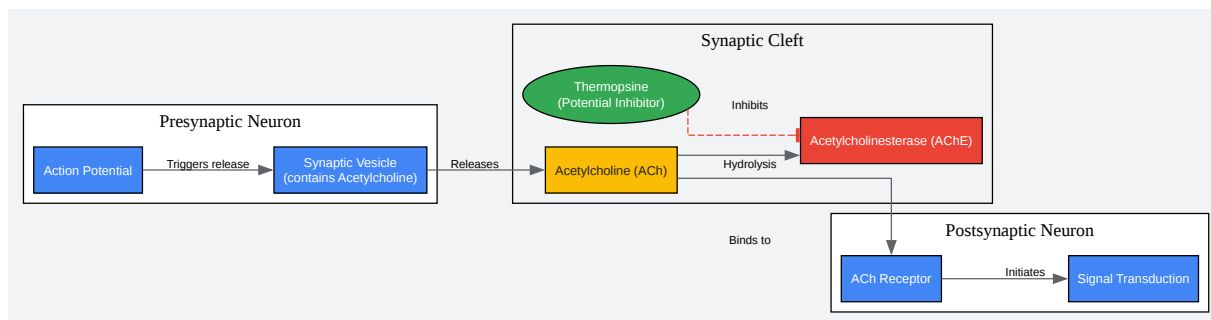 Synaptic Cleft
Thermopsine
(Potential Inhibitor)
Inhibits
Acetylcholinesterase (AChE)
Presynaptic Neuron
Action Potential
Triggers release
Synaptic Vesicle
(contains Acetylcholine)
Releases
Acetylcholine (ACh)
Hydrolysis
Binds to
Postsynaptic Neuron
ACh Receptor
Initiates
Signal Transduction